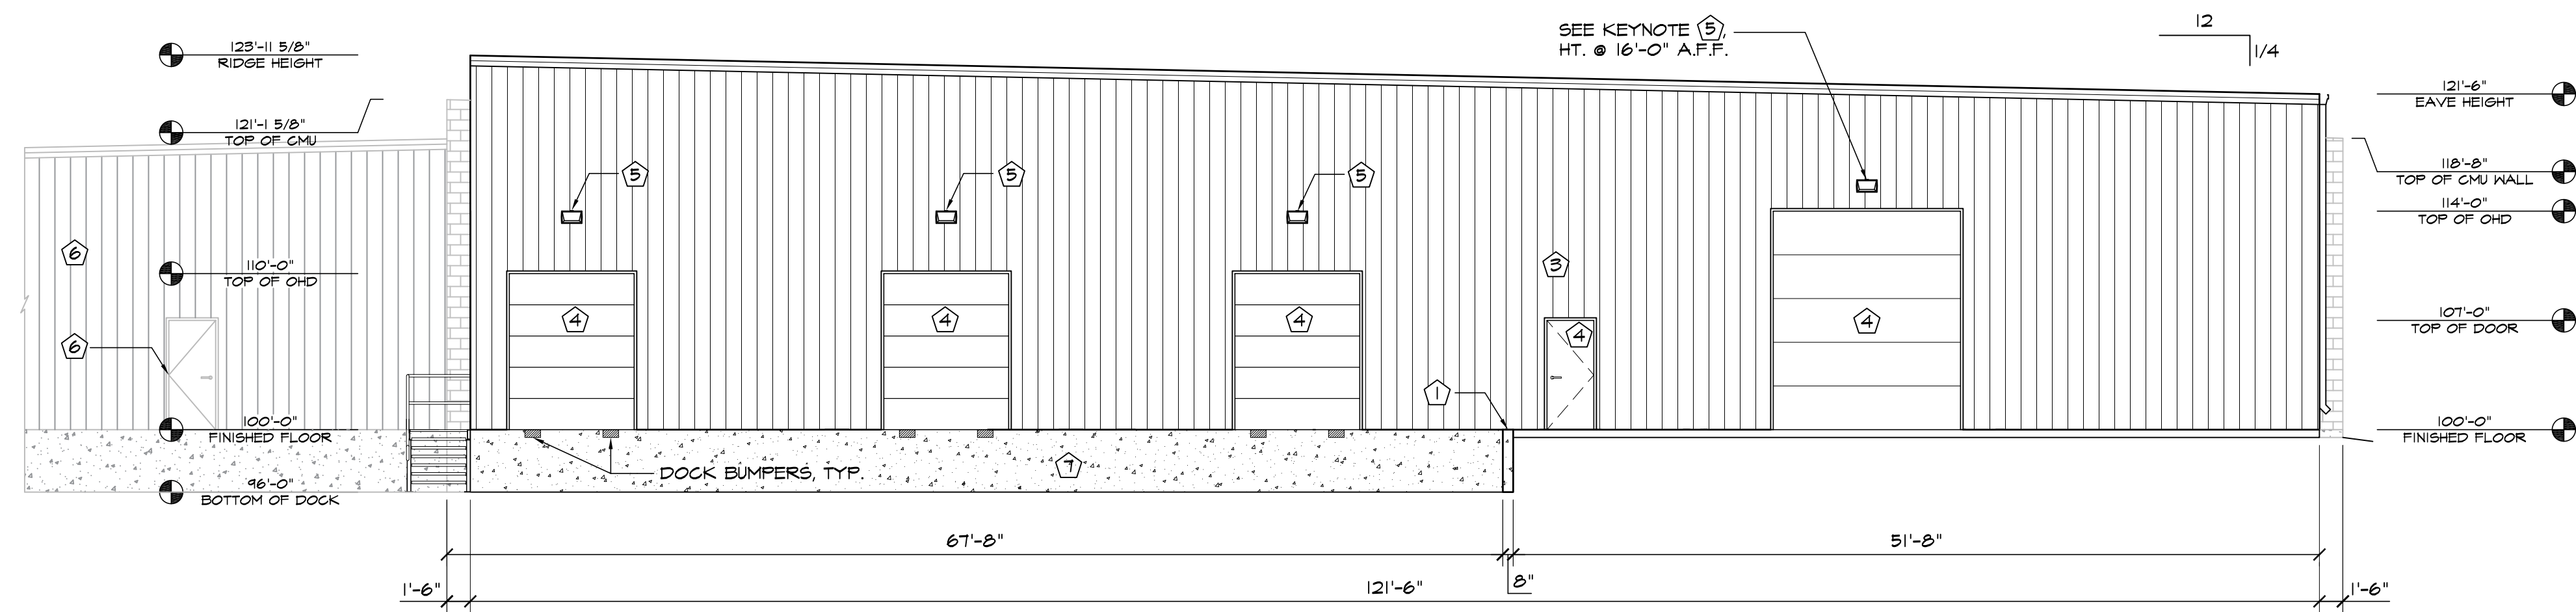 12
1/4
SEE KEYNOTE 5,
HT. @ 16'-0" A.F.F.
123'-11 5/8"
RIDGE HEIGHT
121'-6"
EAVE HEIGHT
121'-1 5/8"
TOP OF CMU
118'-8"
TOP OF CMU WALL
5
5
5
114'-0"
TOP OF OHD
6
3
110'-0"
TOP OF OHD
107'-0"
TOP OF DOOR
4
4
4
4
4
6
1
100'-0"
FINISHED FLOOR
100'-0"
FINISHED FLOOR
7
DOCK BUMPERS, TYP.
96'-0"
BOTTOM OF DOCK
67'-8"
51'-8"
8"
1'-6"
121'-6"
1'-6"